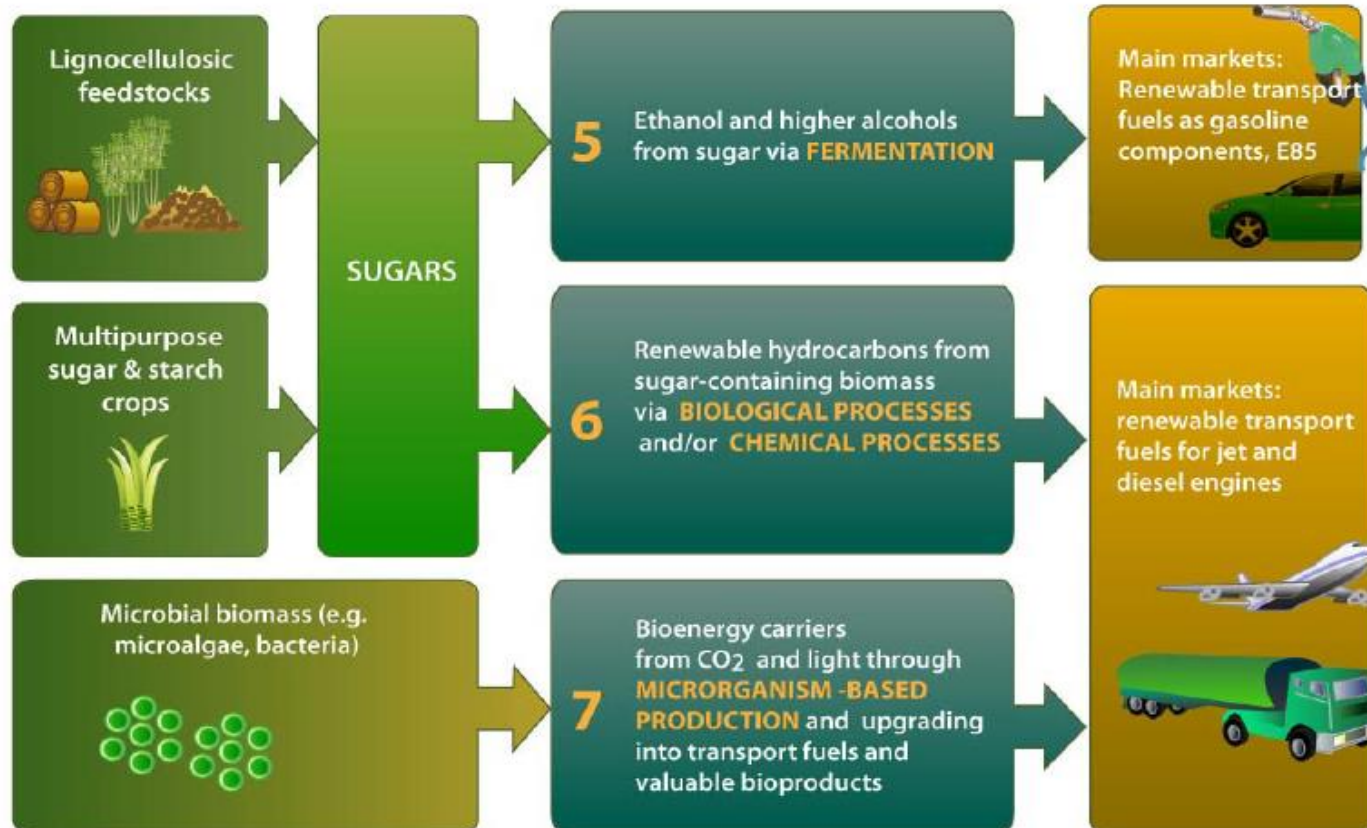 Lignocellulosic
feedstocks
Multipurpose
sugar & starch
crops
SUGARS
5
Ethanol and higher alcohols
from sugar via FERMENTATION
Main markets:
Renewable transport
fuels as gasoline
components, E85
6
Renewable hydrocarbons from
sugar-containing biomass
via BIOLOGICAL PROCESSES
and/or CHEMICAL PROCESSES
Main markets:
renewable transport
fuels for jet and
diesel engines
Microbial biomass (e.g.
microalgae, bacteria)
7
Bioenergy carriers
from CO2 and light through
MICRORGANISM -BASED
PRODUCTION and upgrading
into transport fuels and
valuable bioproducts